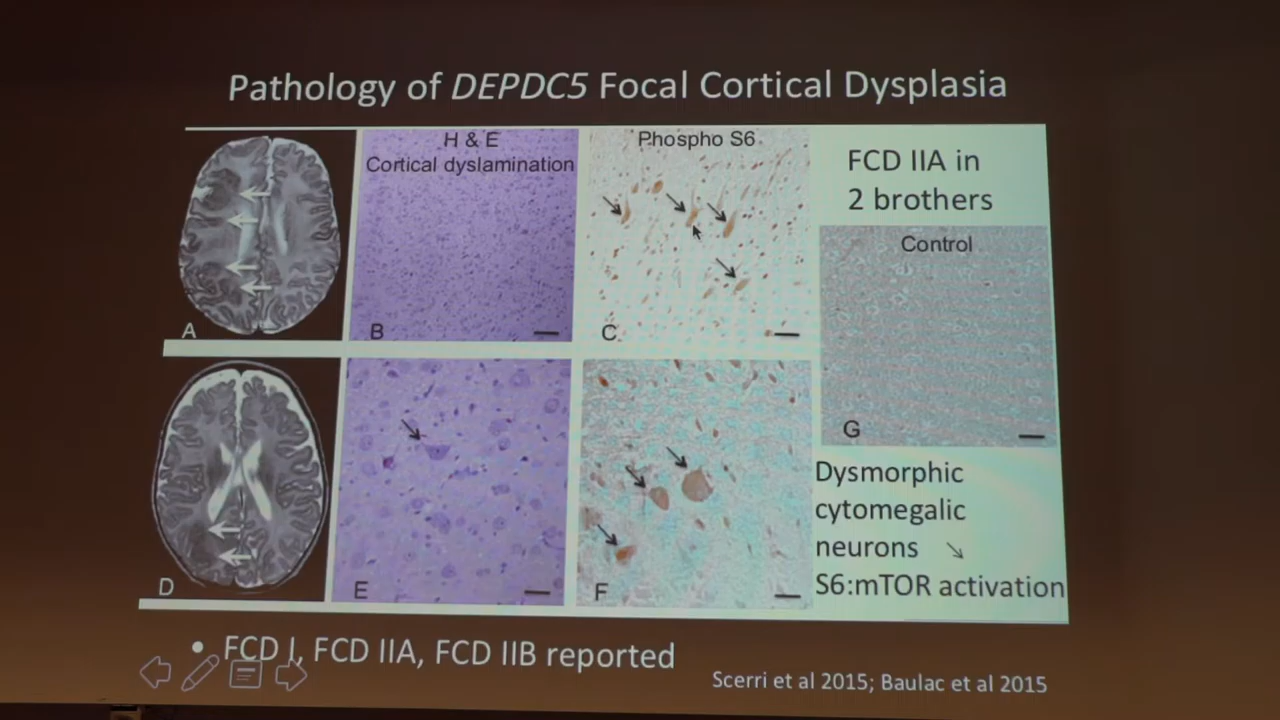 Pathology of DEPDC5 Focal Cortical Dysplasia
H & E
Cortical dyslamination
Phospho S6
FCD IIA in
2 brothers
Control
A
B
C
G
Dysmorphic
cytomegalic
neurons
S6:mTOR activation
D
E
F
• FCD I, FCD IIA, FCD IIB reported
Scerri et al 2015; Baulac et al 2015